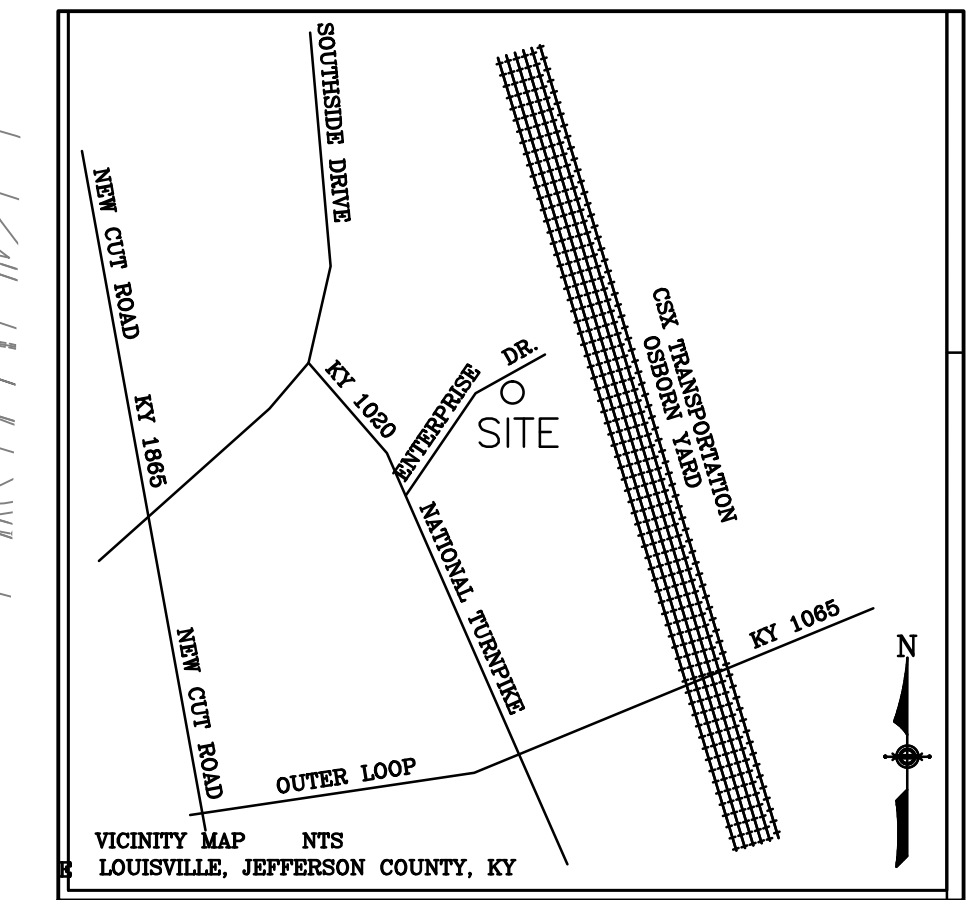 SOUTHSIDE DRIVE
NEW CUT ROAD
KY 1865
KY 1020
ENTERPRISE DR.
SITE
CSX TRANSPORTATION
OSBORN YARD
NATIONAL TURNPIKE
KY 1065
N
NEW CUT ROAD
OUTER LOOP
VICINITY MAP NTS
E LOUISVILLE, JEFFERSON COUNTY, KY